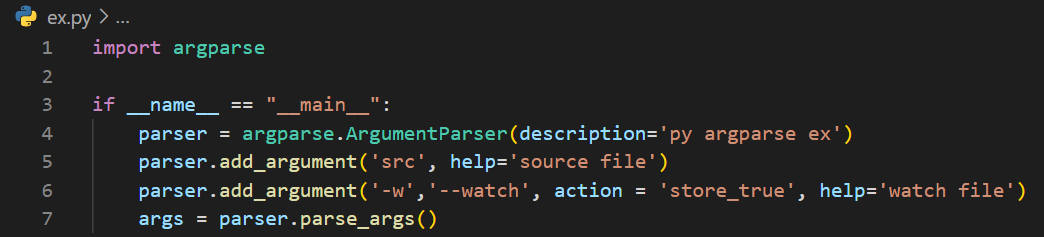 ex.py > ...
1 import argparse
2
3 if __name__ == "__main__":
4     parser = argparse.ArgumentParser(description='py argparse ex')
5     parser.add_argument('src', help='source file')
6     parser.add_argument('-w','--watch', action = 'store_true', help='watch file')
7     args = parser.parse_args()